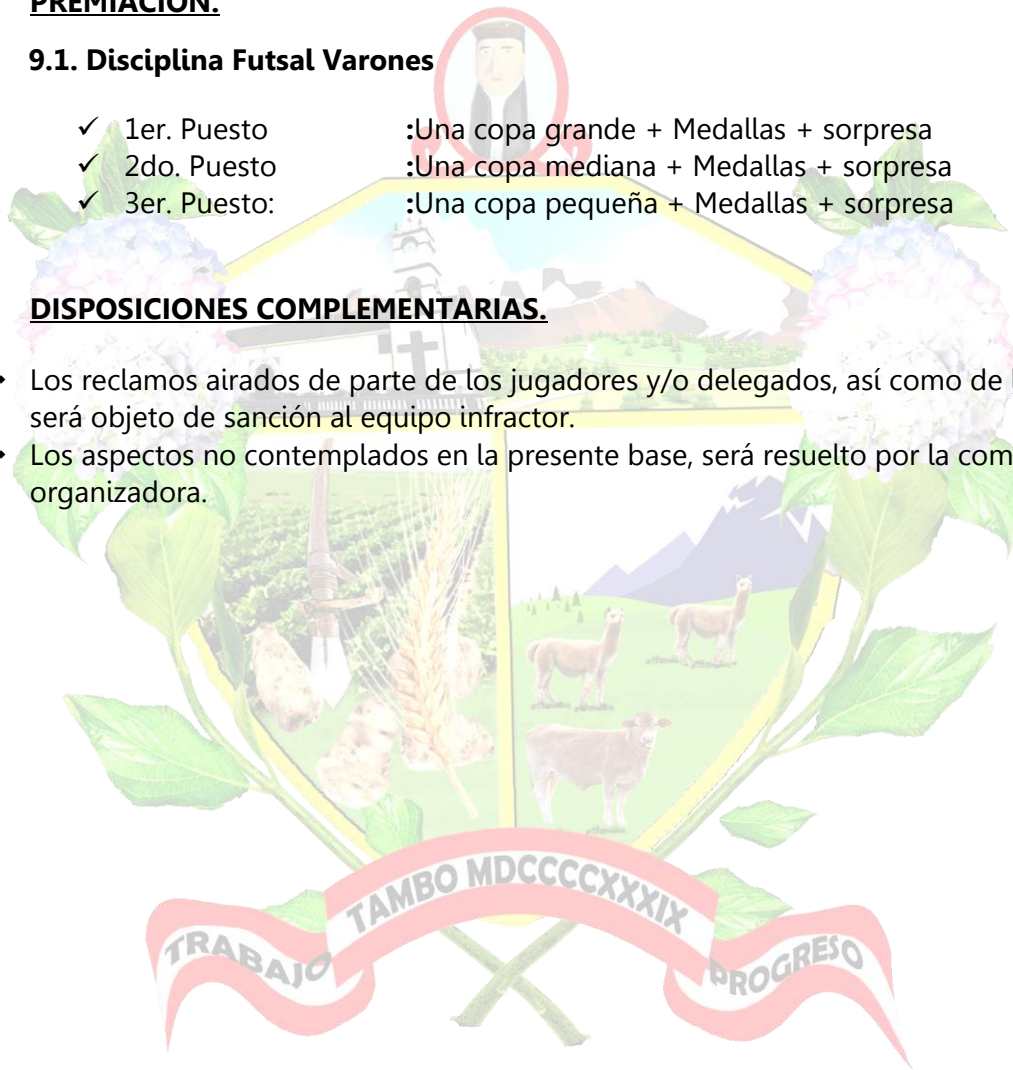 PREMIACIÓN.
9.1. Disciplina Futsal Varones
✓ 1er. Puesto :Una copa grande + Medallas + sorpresa
✓ 2do. Puesto :Una copa mediana + Medallas + sorpresa
✓ 3er. Puesto: :Una copa pequeña + Medallas + sorpresa
DISPOSICIONES COMPLEMENTARIAS.
Los reclamos airados de parte de los jugadores y/o delegados, así como de
será objeto de sanción al equipo infractor.
Los aspectos no contemplados en la presente base, será resuelto por la com
organizadora.
TAMBO MDCCCCXXXIX
TRABAJO PROGRESO